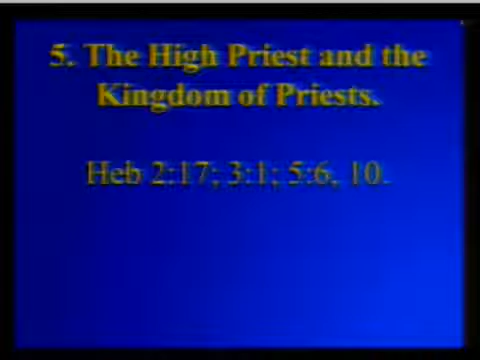 5. The High Priest and the
Kingdom of Priests.
Heb 2:17; 3:1; 5:6, 10.